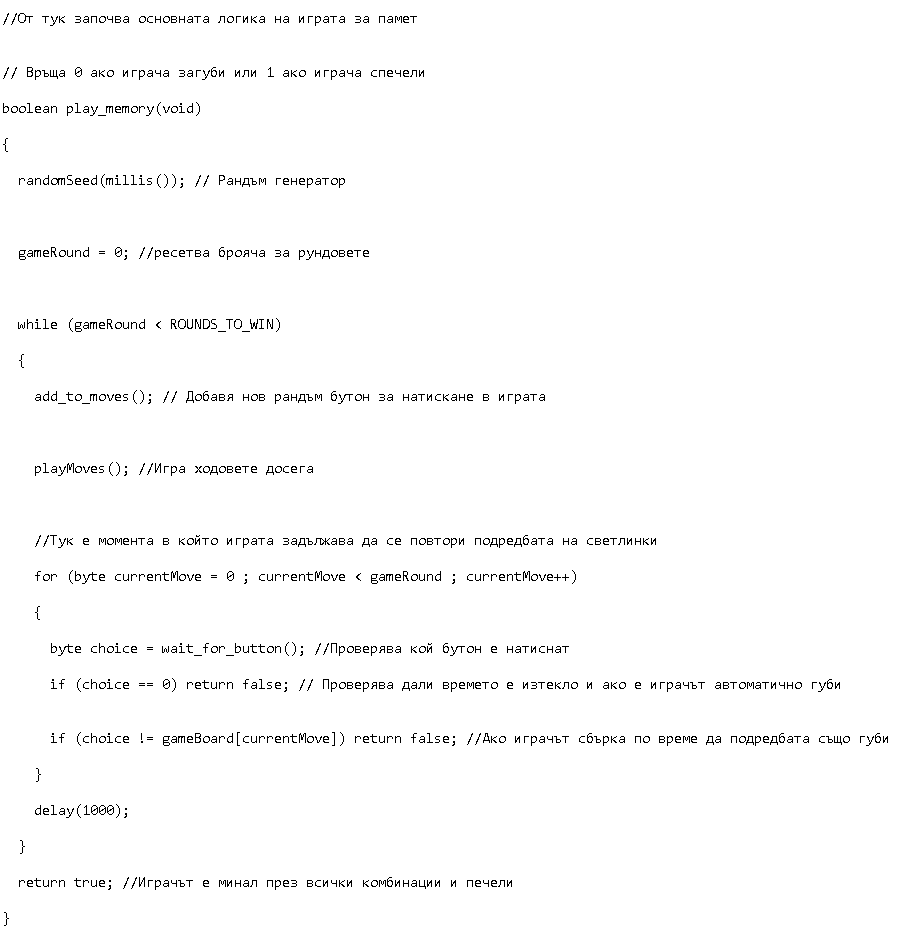 //От тук започва основната логика на играта за памет
// Връща 0 ако играча загуби или 1 ако играча спечели
boolean play_memory(void)
{
randomSeed(millis()); // Рандъм генератор
gameRound = 0; //ресетва брояча за рундовете
while (gameRound < ROUNDS_TO_WIN)
{
add_to_moves(); // Добавя нов рандъм бутон за натискане в играта
playMoves(); //Игра ходовете досега
//Тук е момента в който играта задължава да се повтори подредбата на светлинки
for (byte currentMove = 0 ; currentMove < gameRound ; currentMove++)
{
byte choice = wait_for_button(); //Проверява кой бутон е натиснат
if (choice == 0) return false; // Проверява дали времето е изтекло и ако е играчът автоматично губи
if (choice != gameBoard[currentMove]) return false; //Ако играчът сбърка по време да подредбата също губи
}
delay(1000);
}
return true; //Играчът е минал през всички комбинации и печели
}